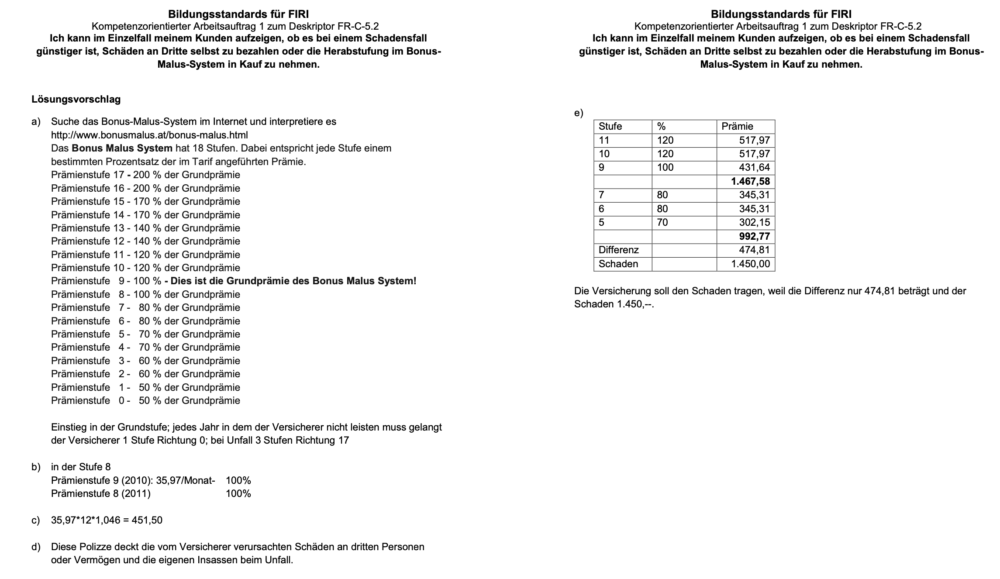 Bildungsstandards für FIRI
Kompetenzorientierter Arbeitsauftrag 1 zum Deskriptor FR-C-5.2
Ich kann im Einzelfall meinem Kunden aufzeigen, ob es bei einem Schadensfall
günstiger ist, Schäden an Dritte selbst zu bezahlen oder die Herabstufung im Bonus-
Malus-System in Kauf zu nehmen.
Lösungsvorschlag
a) Suche das Bonus-Malus-System im Internet und interpretiere es
http://www.bonusmalus.at/bonus-malus.html
Das Bonus Malus System hat 18 Stufen. Dabei entspricht jede Stufe einem
bestimmten Prozentsatz der im Tarif angeführten Prämie.
Prämienstufe 17 - 200 % der Grundprämie
Prämienstufe 16 - 200 % der Grundprämie
Prämienstufe 15 - 170 % der Grundprämie
Prämienstufe 14 - 170 % der Grundprämie
Prämienstufe 13 - 140 % der Grundprämie
Prämienstufe 12 - 140 % der Grundprämie
Prämienstufe 11 - 120 % der Grundprämie
Prämienstufe 10 - 120 % der Grundprämie
Prämienstufe 9 - 100 % - Dies ist die Grundprämie des Bonus Malus System!
Prämienstufe 8 - 100 % der Grundprämie
Prämienstufe 7 - 80 % der Grundprämie
Prämienstufe 6 - 80 % der Grundprämie
Prämienstufe 5 - 70 % der Grundprämie
Prämienstufe 4 - 70 % der Grundprämie
Prämienstufe 3 - 60 % der Grundprämie
Prämienstufe 2 - 60 % der Grundprämie
Prämienstufe 1 - 50 % der Grundprämie
Prämienstufe 0 - 50 % der Grundprämie
Einstieg in der Grundstufe; jedes Jahr in dem der Versicherer nicht leisten muss gelangt
der Versicherer 1 Stufe Richtung 0; bei Unfall 3 Stufen Richtung 17
b) in der Stufe 8
Prämienstufe 9 (2010): 35,97/Monat- 100%
Prämienstufe 8 (2011) 100%
c) 35,97*12*1,046 = 451,50
d) Diese Polizze deckt die vom Versicherer verursachten Schäden an dritten Personen
oder Vermögen und die eigenen Insassen beim Unfall.
Bildungsstandards für FIRI
Kompetenzorientierter Arbeitsauftrag 1 zum Deskriptor FR-C-5.2
Ich kann im Einzelfall meinem Kunden aufzeigen, ob es bei einem Schadensfall
günstiger ist, Schäden an Dritte selbst zu bezahlen oder die Herabstufung im Bonus-
Malus-System in Kauf zu nehmen.
e)
Stufe % Prämie
11 120 517,97
10 120 517,97
9 100 431,64
1.467,58
7 80 345,31
6 80 345,31
5 70 302,15
992,77
Differenz 474,81
Schaden 1.450,00
Die Versicherung soll den Schaden tragen, weil die Differenz nur 474,81 beträgt und der
Schaden 1.450,--.